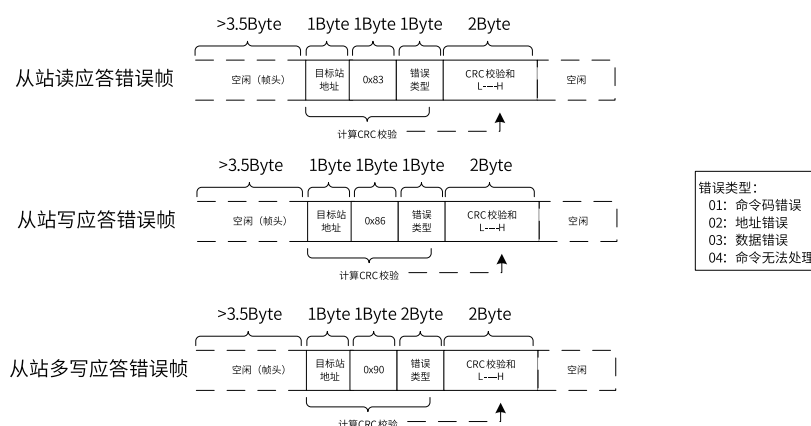 >3.5Byte 1Byte 1Byte 1Byte 2Byte
从站读应答错误帧 空闲（帧头） 目标站地址 0x83 错误类型 CRC校验和 L----H 空闲
计算CRC校验
>3.5Byte 1Byte 1Byte 1Byte 2Byte
从站写应答错误帧 空闲（帧头） 目标站地址 0x86 错误类型 CRC校验和 L----H 空闲
计算CRC校验
错误类型：
01：命令码错误
02：地址错误
03：数据错误
04：命令无法处理
>3.5Byte 1Byte 1Byte 2Byte 2Byte
从站多写应答错误帧 空闲（帧头） 目标站地址 0x90 错误类型 CRC校验和 L----H 空闲
计算CRC校验